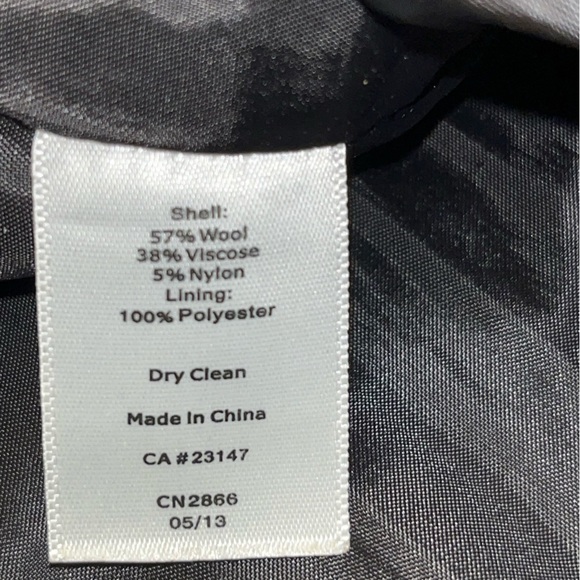 Shell:
57% Wool
38% Viscose
5% Nylon
Lining:
100% Polyester
Dry Clean
Made In China
CA #23147
CN2866
05/13